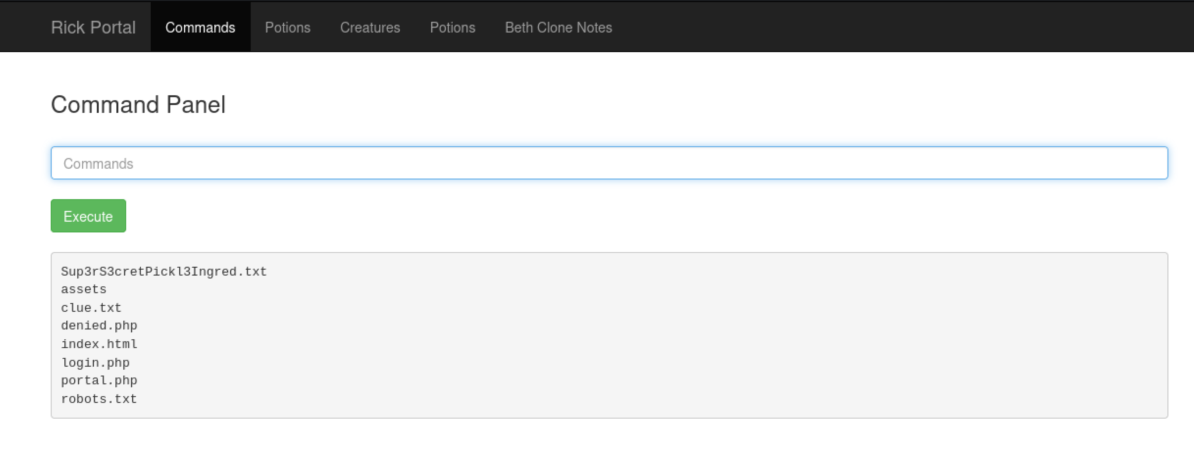 Rick Portal Commands Potions Creatures Potions Beth Clone Notes
Command Panel
Commands
Execute
Sup3rS3cretPickl3Ingred.txt
assets
clue.txt
denied.php
index.html
login.php
portal.php
robots.txt